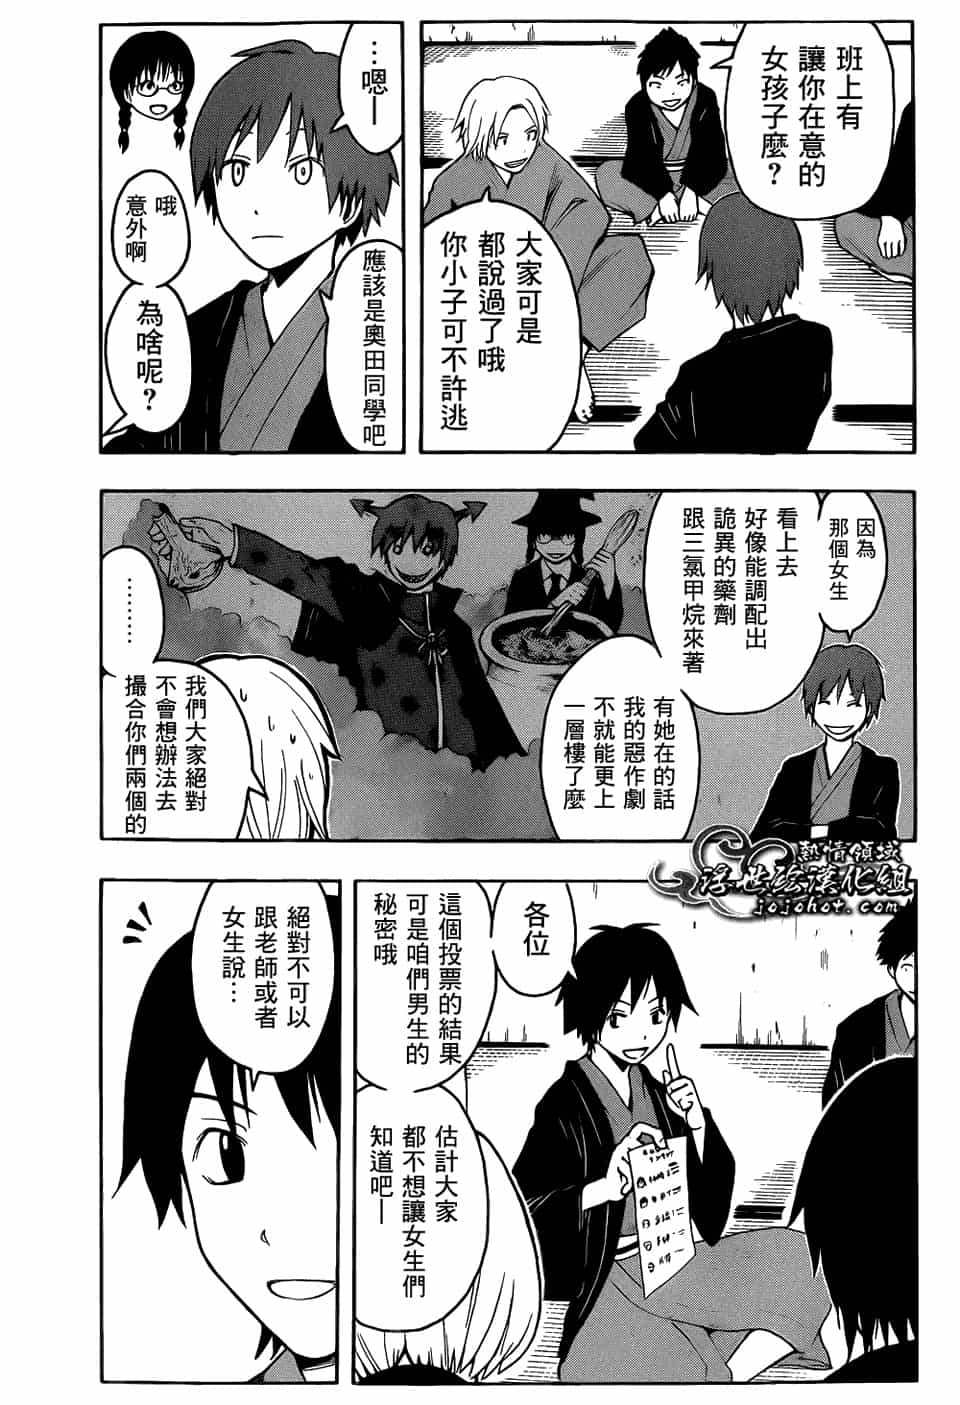 班上有
讓你在意的
女孩子麼?
大家可是
都說過了哦
你小子可不許逃
…嗯—
應該是奧田同學吧
哦
意外啊
為啥呢?
因為
那個女生
看上去
好像能調配出
詭異的藥劑
跟三氯甲烷來著
有她在的話
我的惡作劇
不就能更上
一層樓了麼
………
我們大家絕對
不會想辦法去
撮合你們兩個的
熱情領域
浮世繪漢化組
jojohot.com
各位
這個投票的結果
可是咱們男生的
秘密哦
估計大家
都不想讓女生們
知道吧—
絕對不可以
跟老師或者
女生說…